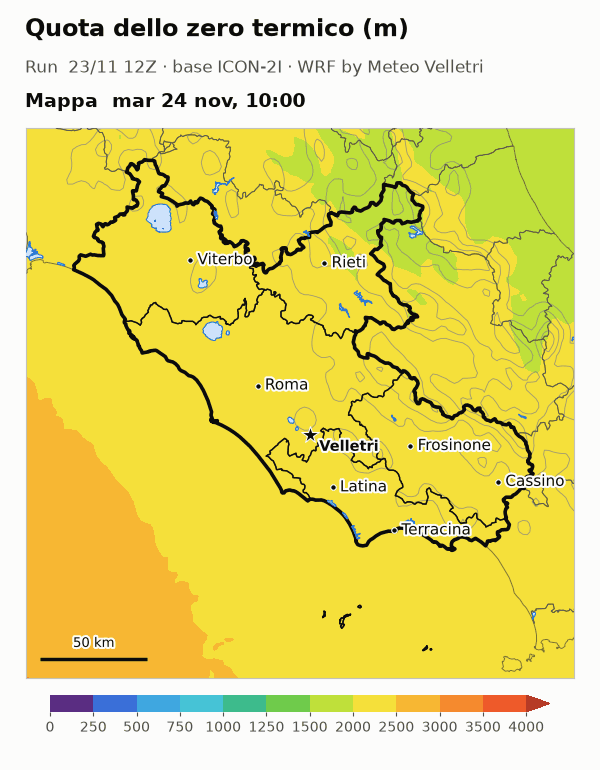 Quota dello zero termico (m)
Run  23/11 12Z · base ICON-2I · WRF by Meteo Velletri
Mappa  mar 24 nov, 10:00
Viterbo
Rieti
Roma
Velletri
Frosinone
Latina
Cassino
Terracina
50 km
0 250 500 750 1000 1250 1500 2000 2500 3000 3500 4000